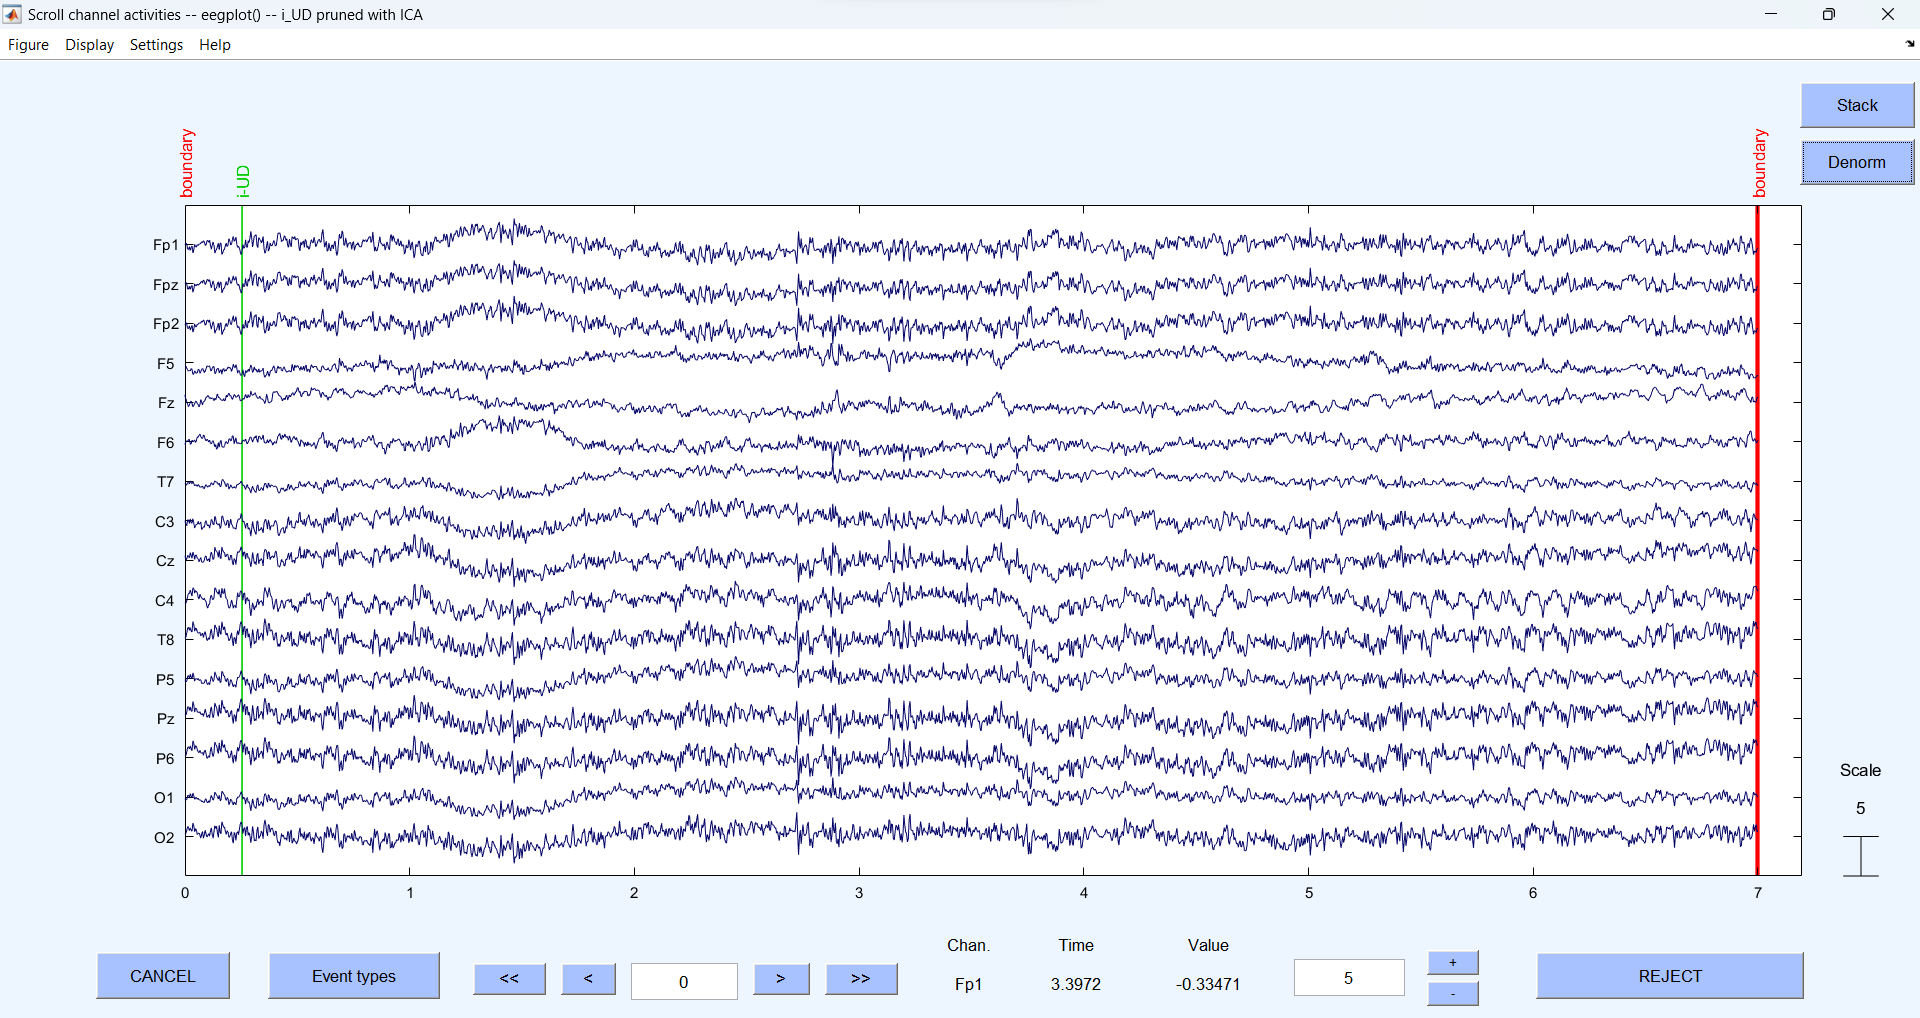 Scroll channel activities -- eegplot() -- i_UD pruned with ICA
Figure Display Settings Help
Stack
Denorm
boundary
i-UD
boundary
Fp1
Fpz
Fp2
F5
Fz
F6
T7
C3
Cz
C4
T8
P5
Pz
P6
O1
O2
0 1 2 3 4 5 6 7
Scale
5
Chan. Time Value
Fp1 3.3972 -0.33471
CANCEL Event types << < 0 > >> 5 + - REJECT